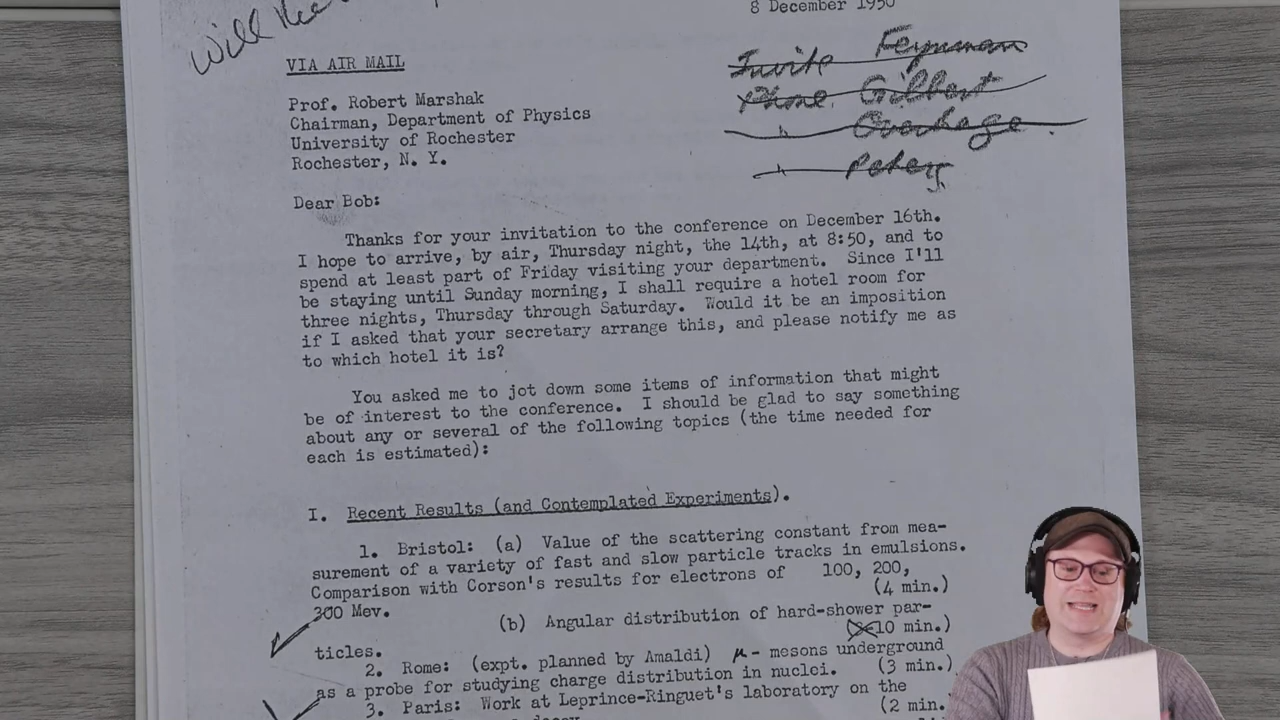 Will
8 December 1950
Invite Feynman
Phone Gilbert
" Overhage.
" Peters
VIA AIR MAIL
Prof. Robert Marshak
Chairman, Department of Physics
University of Rochester
Rochester, N. Y.
Dear Bob:
Thanks for your invitation to the conference on December 16th.
I hope to arrive, by air, Thursday night, the 14th, at 8:50, and to
spend at least part of Friday visiting your department. Since I'll
be staying until Sunday morning, I shall require a hotel room for
three nights, Thursday through Saturday. Would it be an imposition
if I asked that your secretary arrange this, and please notify me as
to which hotel it is?
You asked me to jot down some items of information that might
be of interest to the conference. I should be glad to say something
about any or several of the following topics (the time needed for
each is estimated):
I. Recent Results (and Contemplated Experiments).
1. Bristol: (a) Value of the scattering constant from mea-
surement of a variety of fast and slow particle tracks in emulsions.
Comparison with Corson's results for electrons of 100, 200,
300 Mev. (4 min.)
(b) Angular distribution of hard-shower par-
ticles. 10 min.)
2. Rome: (expt. planned by Amaldi) μ - mesons underground
as a probe for studying charge distribution in nuclei. (3 min.)
3. Paris: Work at Leprince-Ringuet's laboratory on the
(2 min.